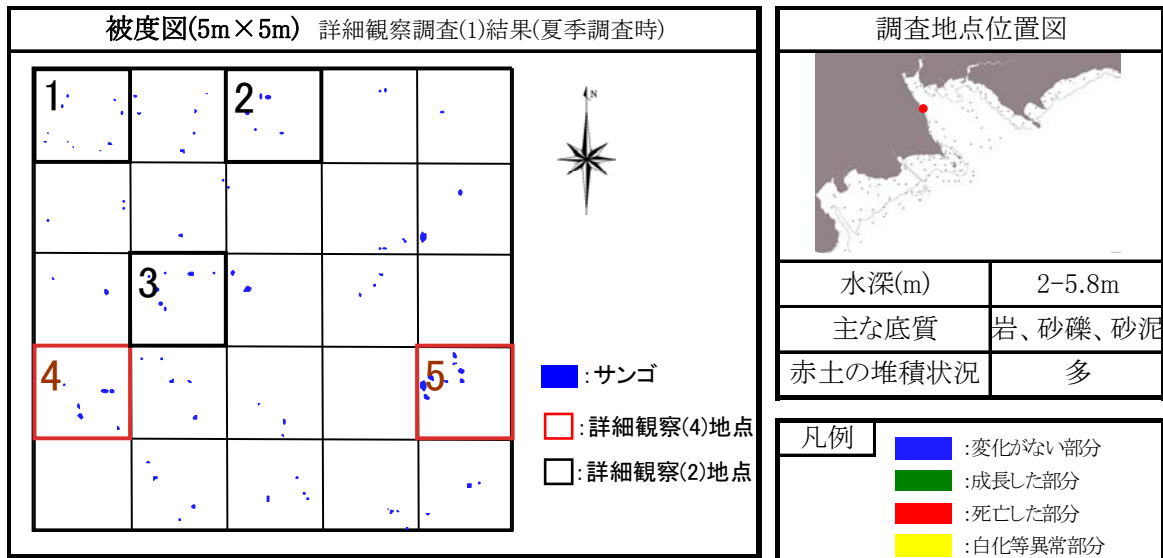 被度図(5m×5m) 詳細観察調査(1)結果(夏季調査時)
1
2
3
4
5
N
:サンゴ
:詳細観察(4)地点
:詳細観察(2)地点
調査地点位置図
水深(m) 2-5.8m
主な底質 岩、砂礫、砂泥
赤土の堆積状況 多
凡例
:変化がない部分
:成長した部分
:死亡した部分
:白化等異常部分